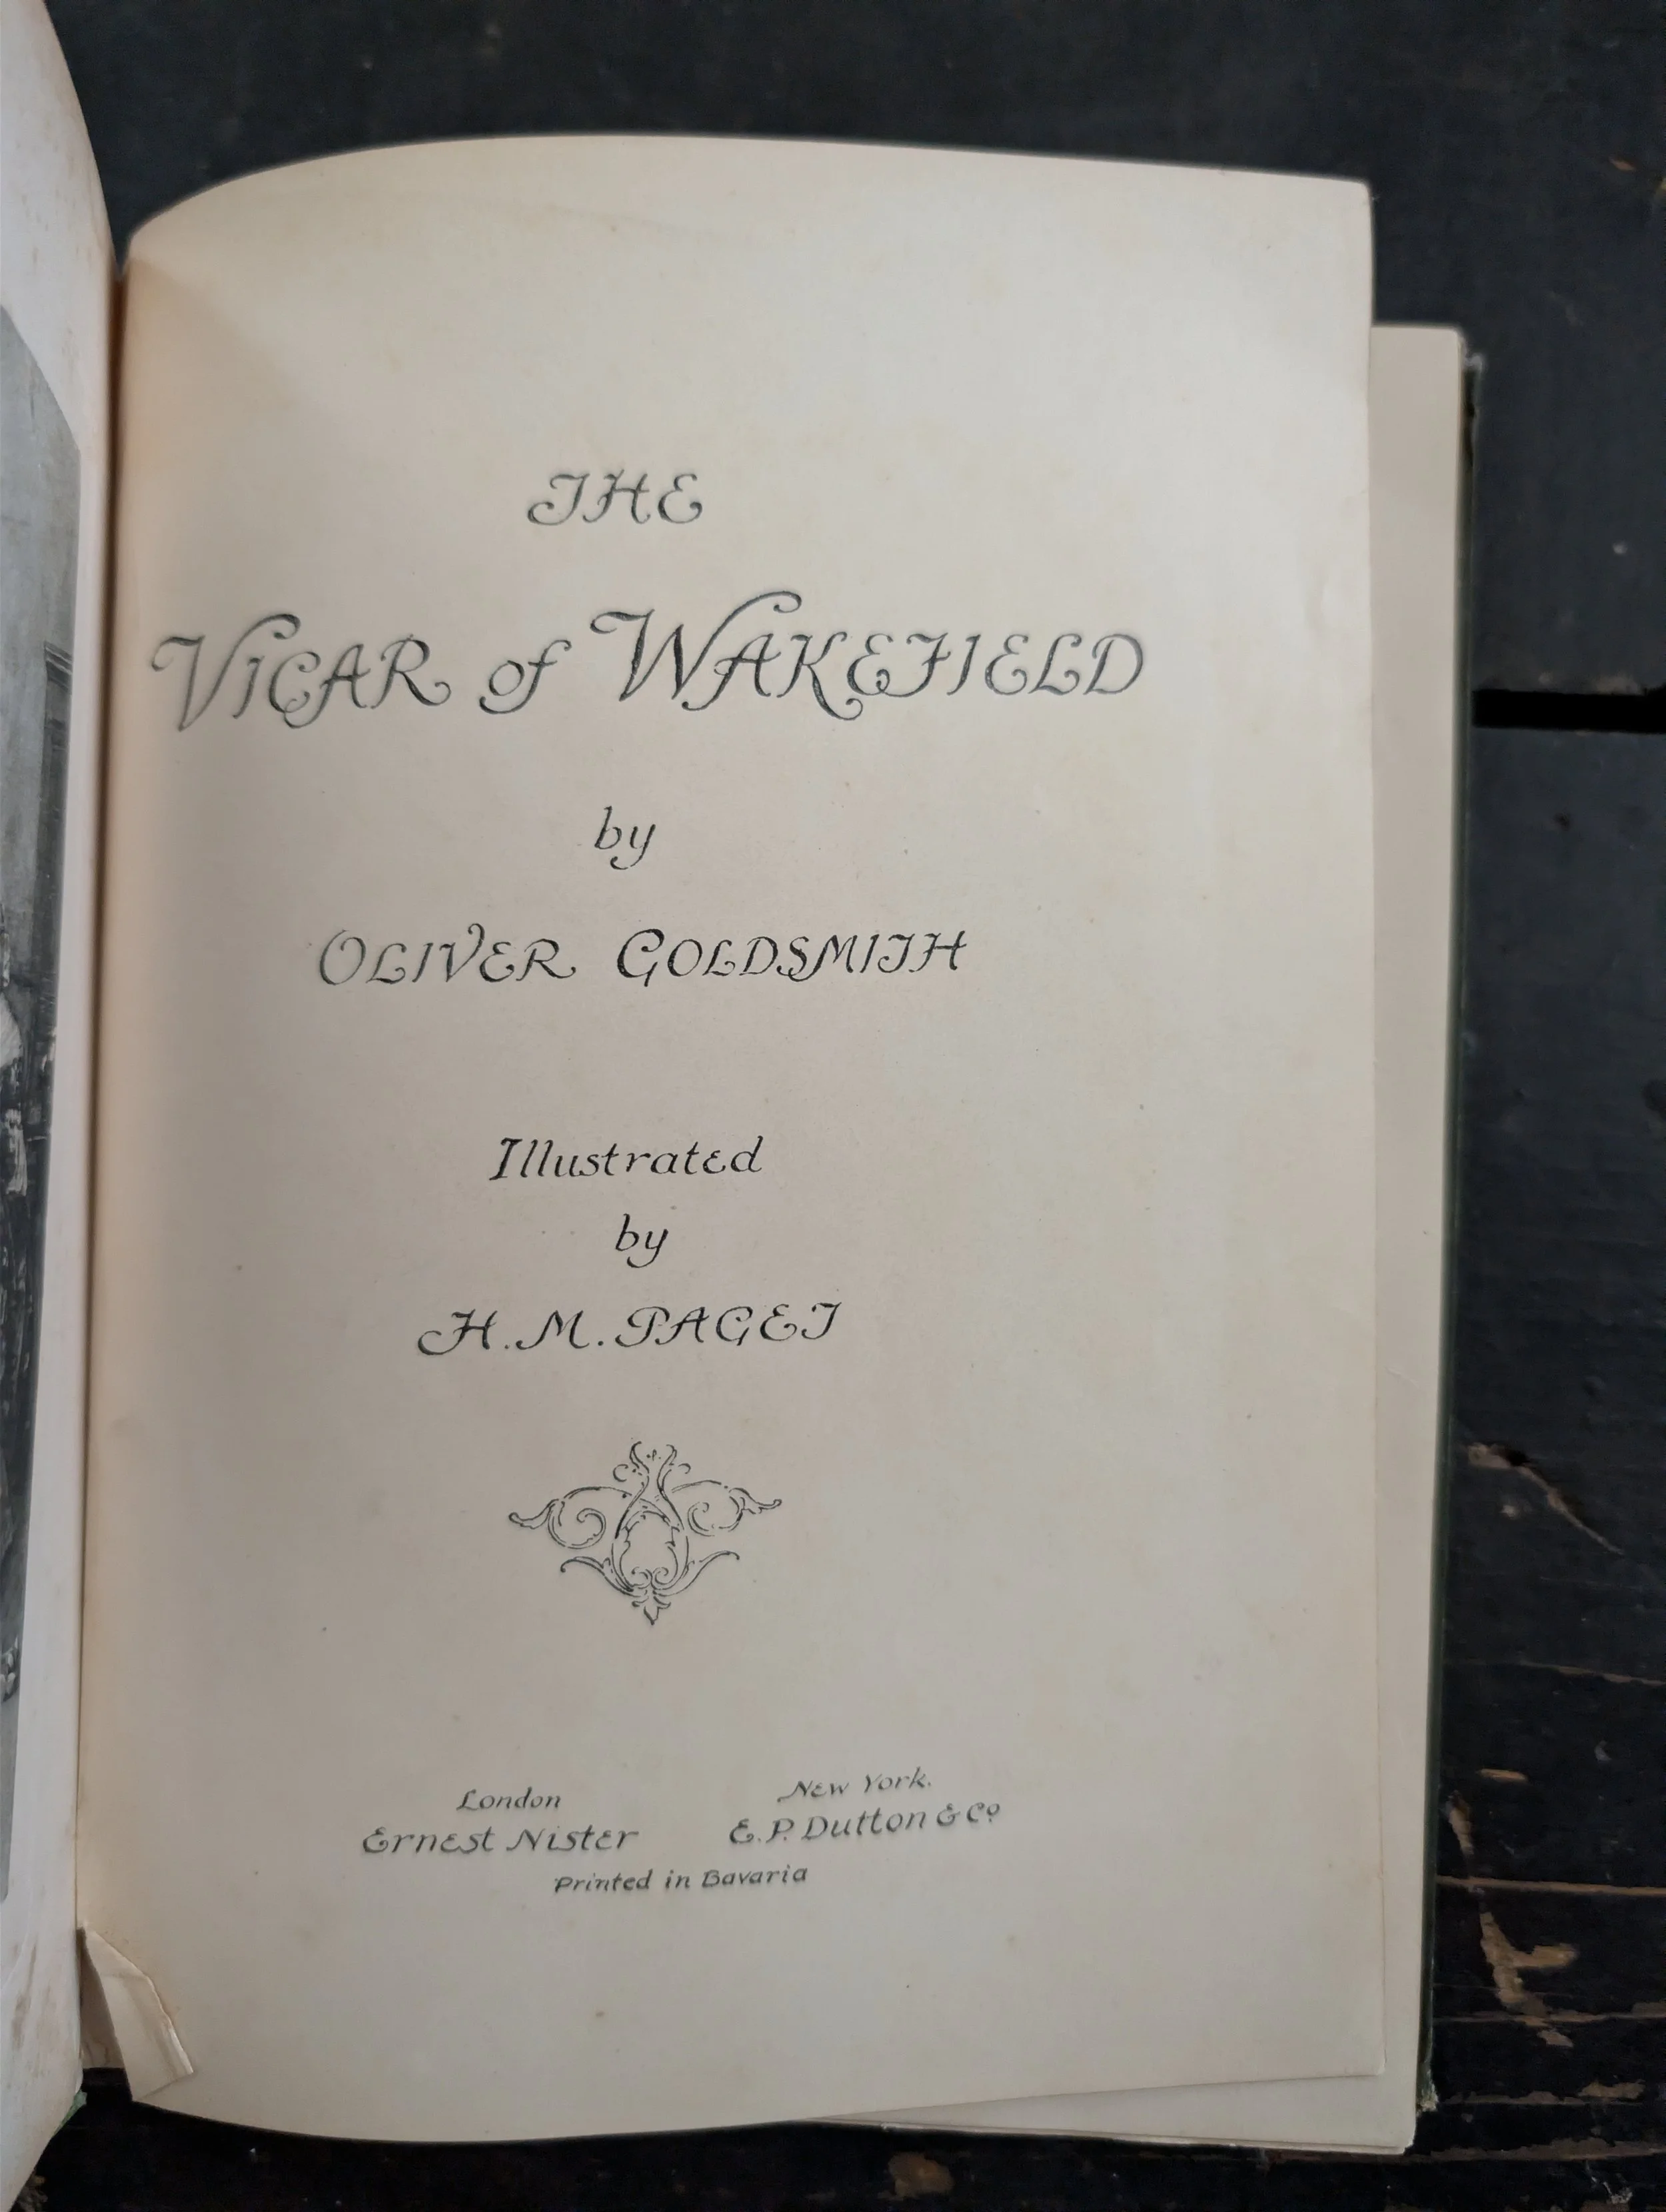 THE
VICAR of WAKEFIELD
by
OLIVER GOLDSMITH
Illustrated
by
H. M. PAGET
London
Ernest Nister
New York.
E. P. Dutton & Cº
Printed in Bavaria